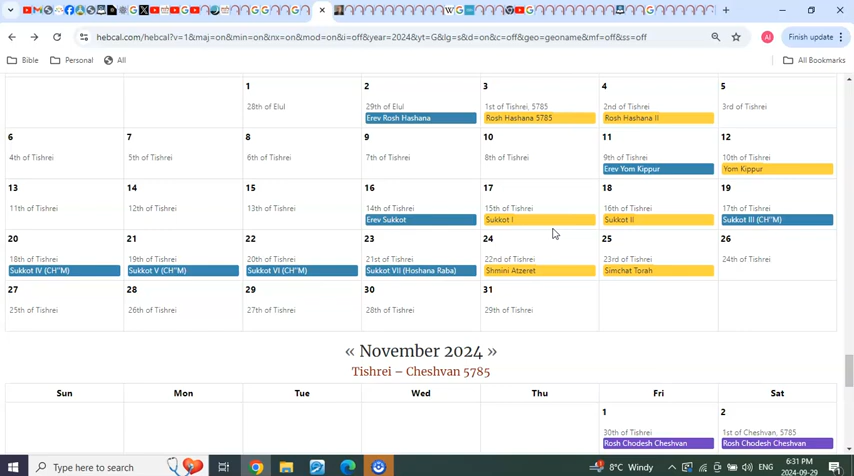 hebcal.com/hebcal?v=1&maj=on&min=on&nx=on&mod=on&i=off&year=2024&yt=G&lg=s&d=on&c=off&geo=geoname&mf=off&ss=off
AI
Finish update
Bible
Personal
All
All Bookmarks
1 2 3 4 5
28th of Elul 29th of Elul 1st of Tishrei, 5785 2nd of Tishrei 3rd of Tishrei
Erev Rosh Hashana Rosh Hashana 5785 Rosh Hashana II
6 7 8 9 10 11 12
4th of Tishrei 5th of Tishrei 6th of Tishrei 7th of Tishrei 8th of Tishrei 9th of Tishrei 10th of Tishrei
Erev Yom Kippur Yom Kippur
13 14 15 16 17 18 19
11th of Tishrei 12th of Tishrei 13th of Tishrei 14th of Tishrei 15th of Tishrei 16th of Tishrei 17th of Tishrei
Erev Sukkot Sukkot I Sukkot II Sukkot III (CH"M)
20 21 22 23 24 25 26
18th of Tishrei 19th of Tishrei 20th of Tishrei 21st of Tishrei 22nd of Tishrei 23rd of Tishrei 24th of Tishrei
Sukkot IV (CH"M) Sukkot V (CH"M) Sukkot VI (CH"M) Sukkot VII (Hoshana Raba) Shmini Atzeret Simchat Torah
27 28 29 30 31
25th of Tishrei 26th of Tishrei 27th of Tishrei 28th of Tishrei 29th of Tishrei
« November 2024 »
Tishrei – Cheshvan 5785
Sun Mon Tue Wed Thu Fri Sat
1 2
30th of Tishrei 1st of Cheshvan, 5785
Rosh Chodesh Cheshvan Rosh Chodesh Cheshvan
Type here to search
8°C Windy
ENG
6:31 PM
2024-09-29